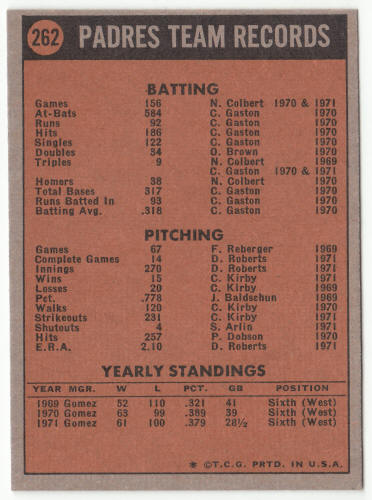 262 PADRES TEAM RECORDS
BATTING
Games 156 N. Colbert 1970 & 1971
At-Bats 584 C. Gaston 1970
Runs 92 C. Gaston 1970
Hits 186 C. Gaston 1970
Singles 122 C. Gaston 1970
Doubles 34 O. Brown 1970
Triples 9 N. Colbert 1969
C. Gaston 1970 & 1971
Homers 38 N. Colbert 1970
Total Bases 317 C. Gaston 1970
Runs Batted In 93 C. Gaston 1970
Batting Avg. .318 C. Gaston 1970
PITCHING
Games 67 F. Reberger 1969
Complete Games 14 D. Roberts 1971
Innings 270 D. Roberts 1971
Wins 15 C. Kirby 1971
Losses 20 C. Kirby 1969
Pct. .778 J. Baldschun 1969
Walks 120 C. Kirby 1970
Strikeouts 231 C. Kirby 1971
Shutouts 4 S. Arlin 1971
Hits 257 P. Dobson 1970
E.R.A. 2.10 D. Roberts 1971
YEARLY STANDINGS
YEAR MGR. W L PCT. GB POSITION
1969 Gomez 52 110 .321 41 Sixth (West)
1970 Gomez 63 99 .389 39 Sixth (West)
1971 Gomez 61 100 .379 28½ Sixth (West)
* ©T.C.G. PRTD. IN U.S.A.